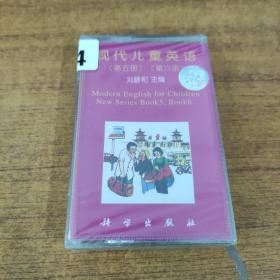 4
现代儿童英语
（第五册）（第六册
刘静和 主编
Modern English for Children
New Series Book5, Book6
科学出版社